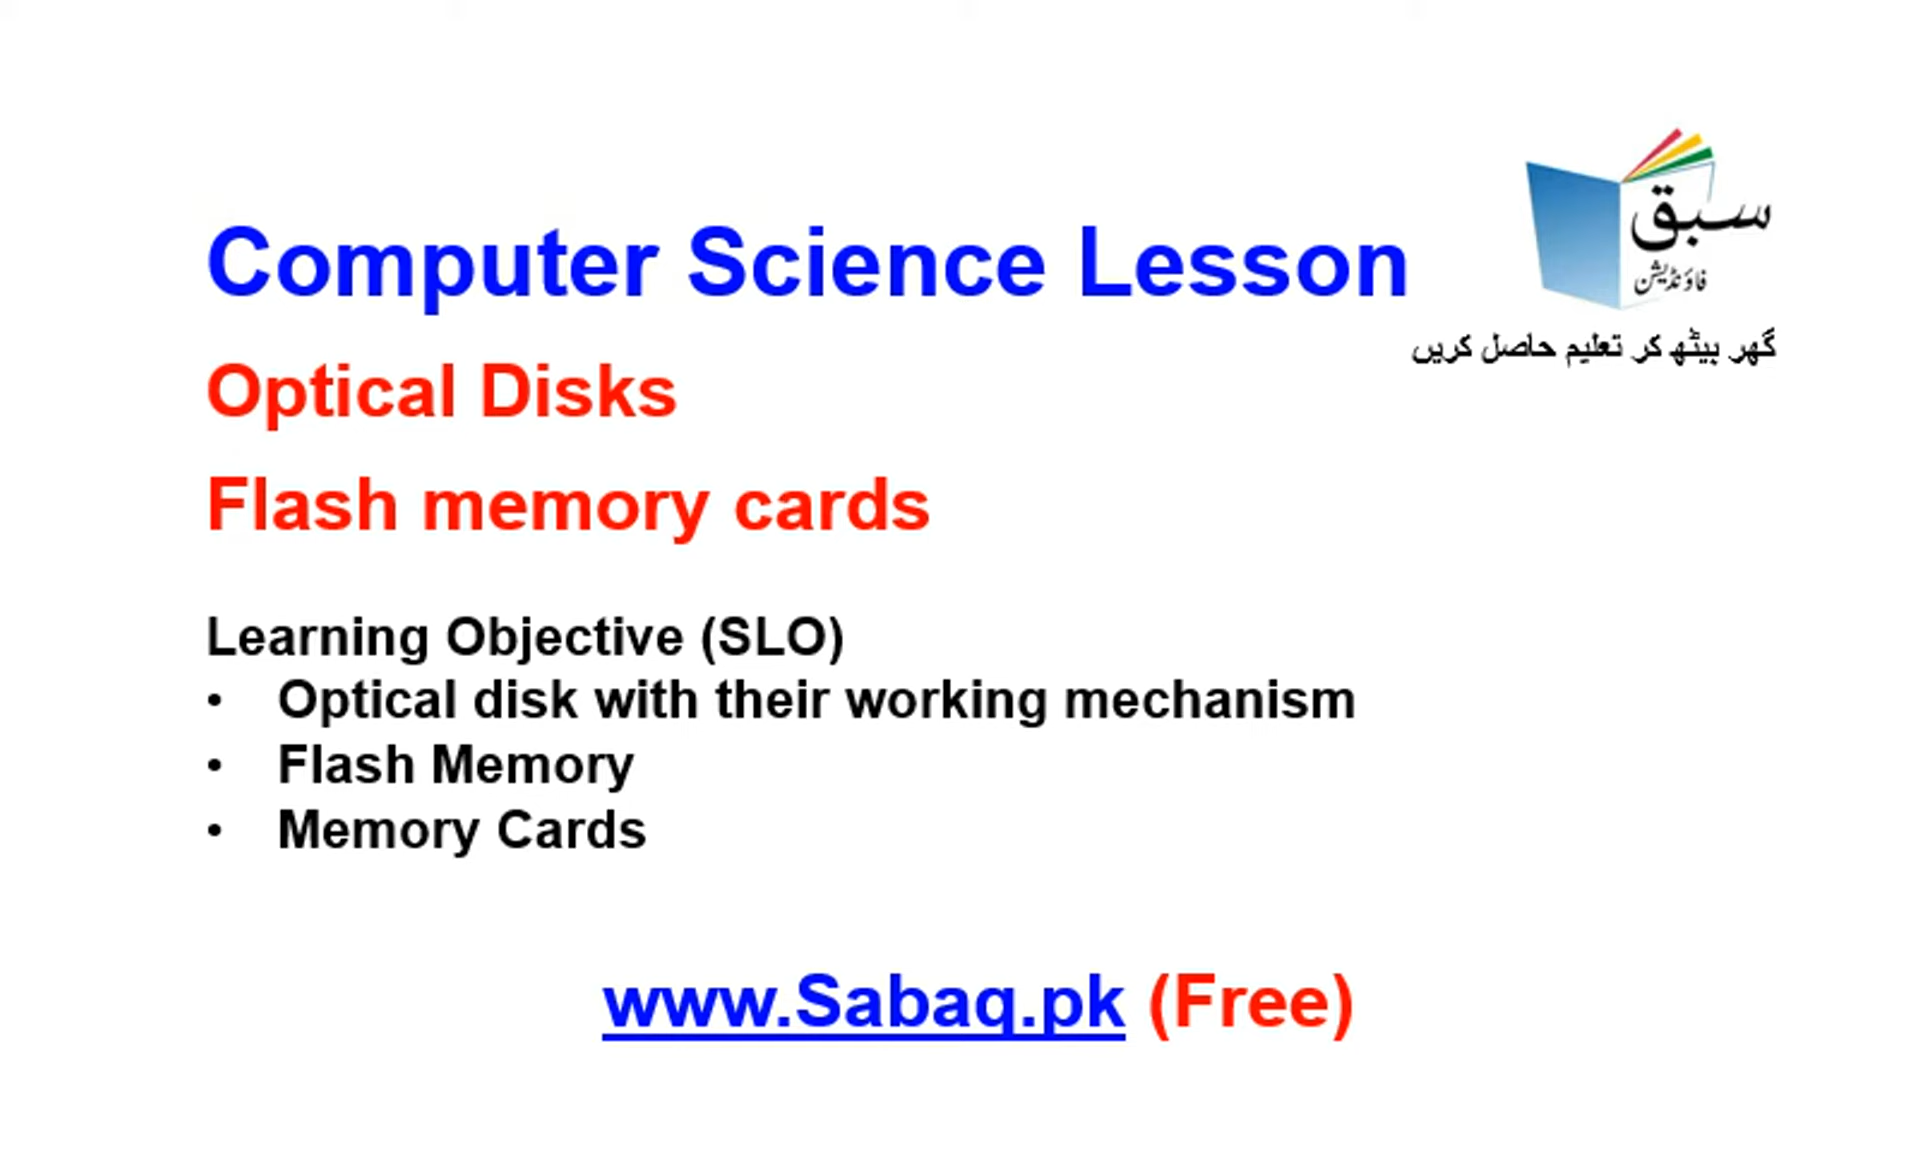 سبق
فاؤنڈیشن
گھر بیٹھ کر تعلیم حاصل کریں
Computer Science Lesson
Optical Disks
Flash memory cards
Learning Objective (SLO)
• Optical disk with their working mechanism
• Flash Memory
• Memory Cards
www.Sabaq.pk (Free)